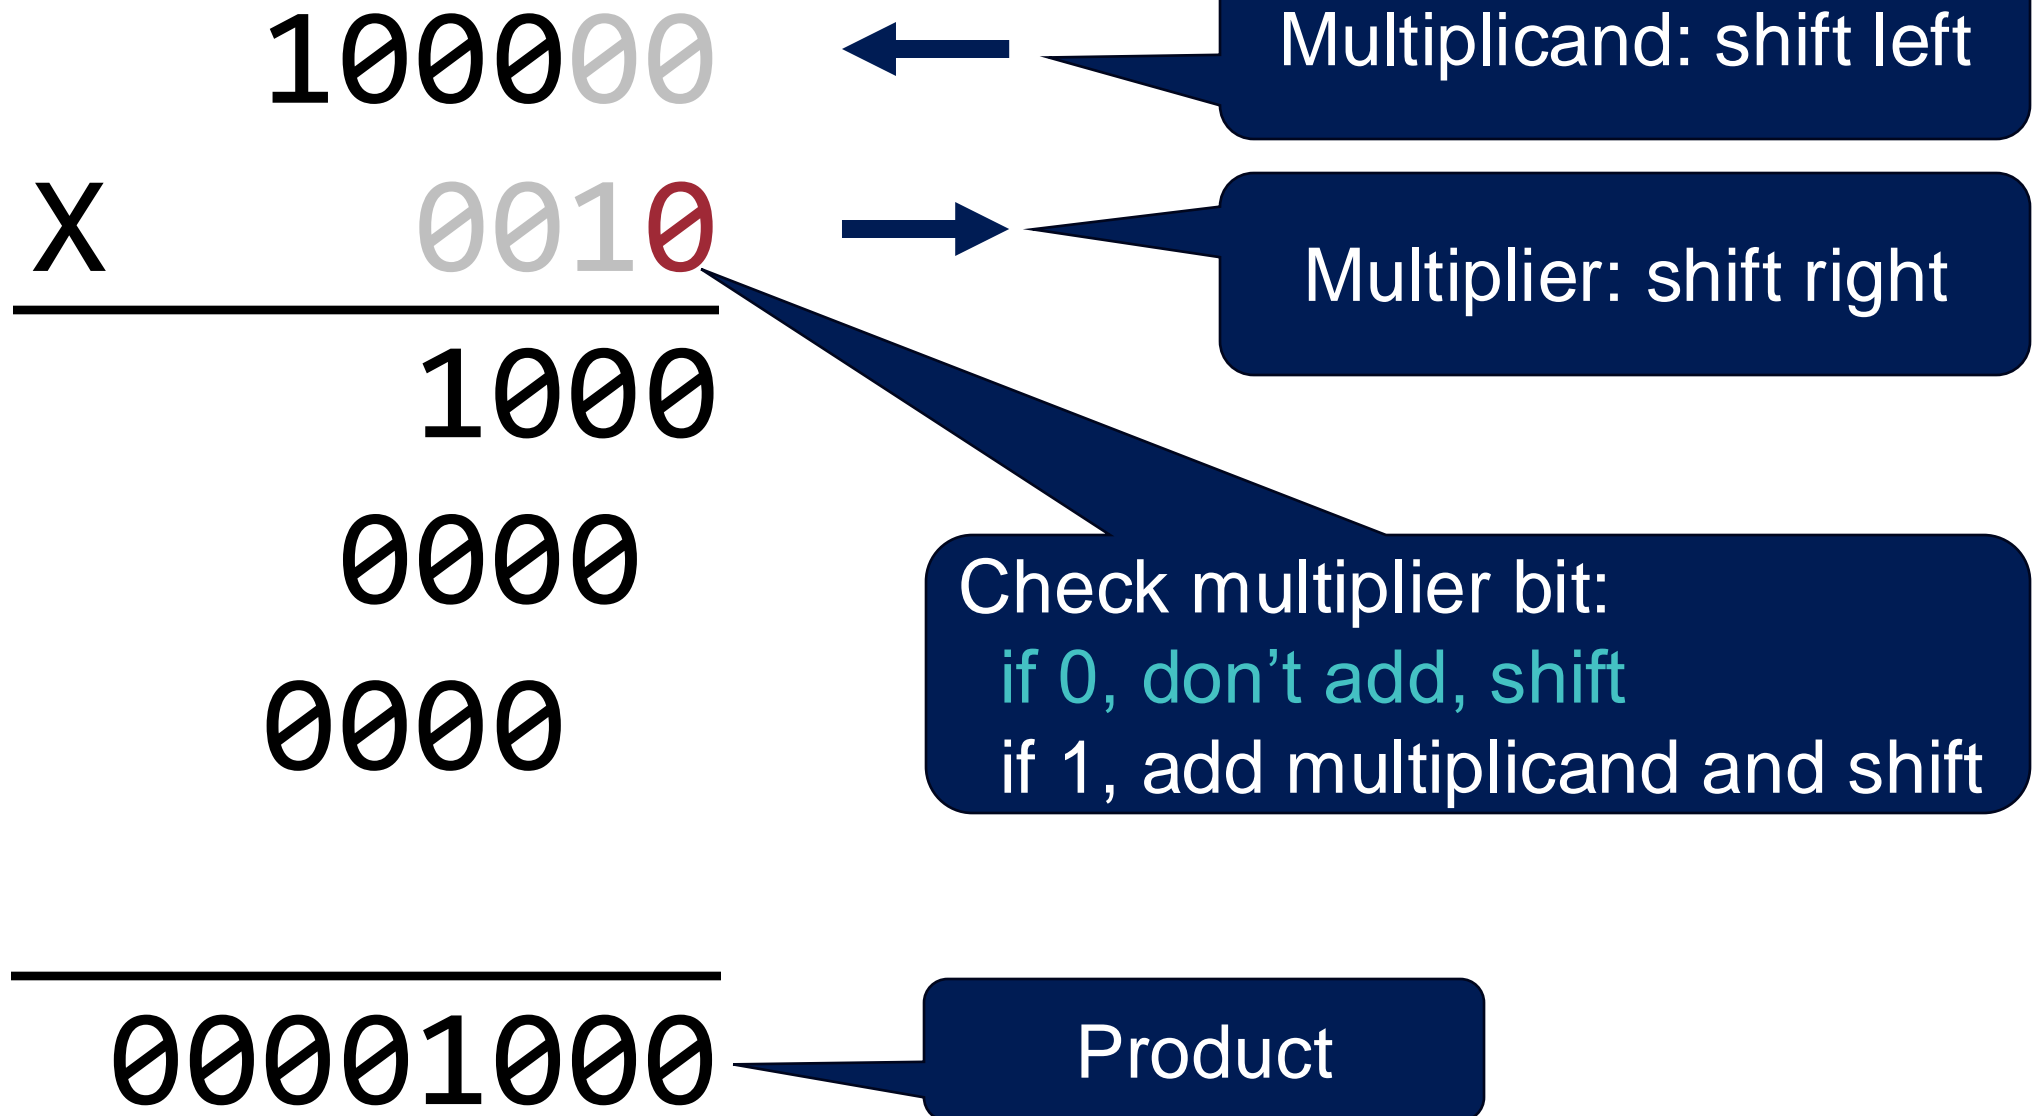 100000
Multiplicand: shift left
X 0010
Multiplier: shift right
1000
0000
0000
Check multiplier bit:
if 0, don’t add, shift
if 1, add multiplicand and shift
00001000
Product